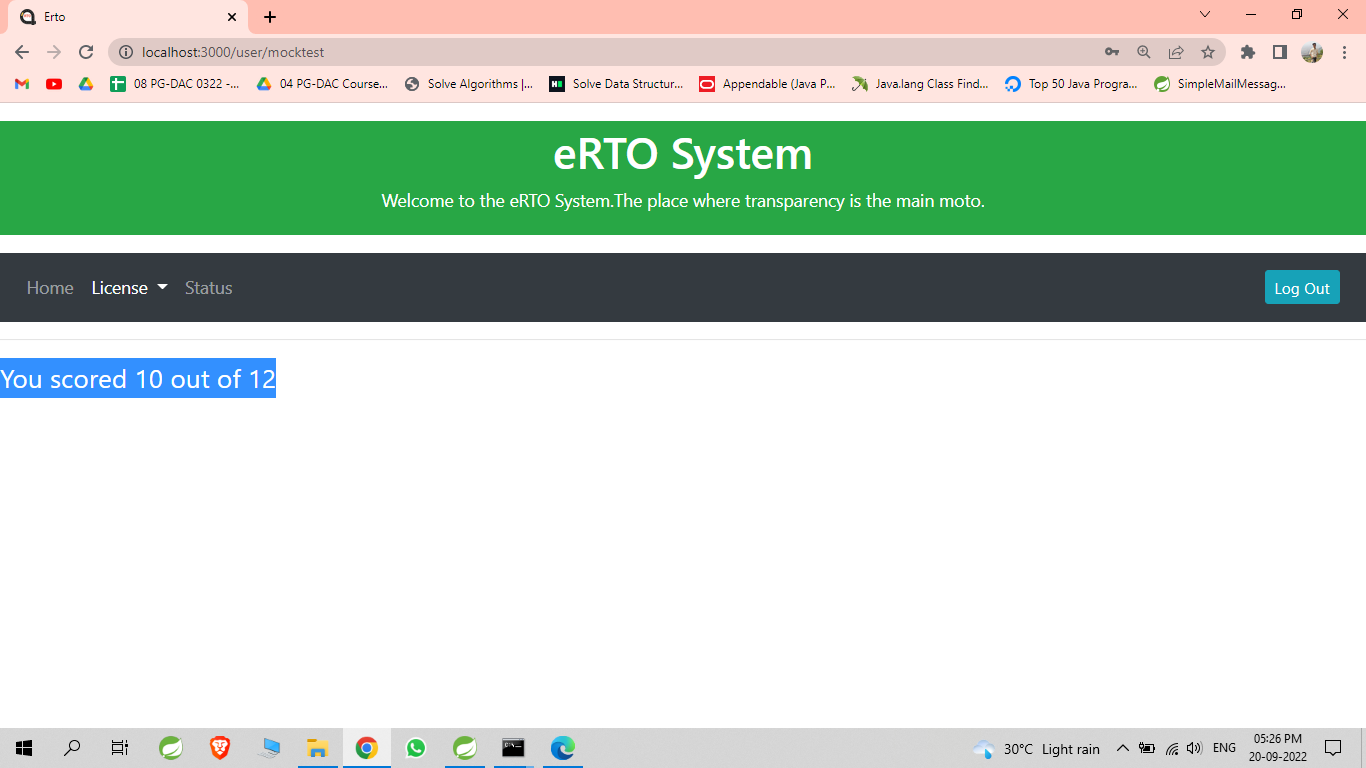 Erto
localhost:3000/user/mocktest
08 PG-DAC 0322 -...
04 PG-DAC Course...
Solve Algorithms |...
Solve Data Structur...
Appendable (Java P...
Java.lang Class Find...
Top 50 Java Progra...
SimpleMailMessag...
eRTO System
Welcome to the eRTO System.The place where transparency is the main moto.
Home License Status Log Out
You scored 10 out of 12
30°C Light rain
ENG
05:26 PM
20-09-2022